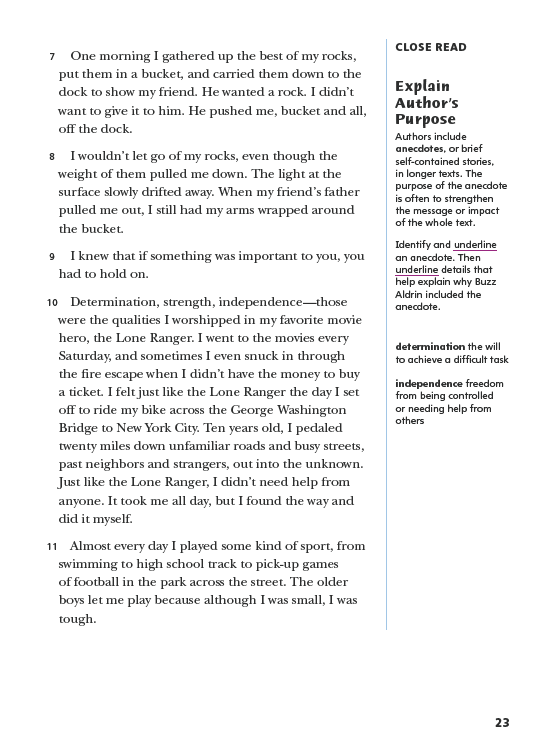 7 One morning I gathered up the best of my rocks,
put them in a bucket, and carried them down to the
dock to show my friend. He wanted a rock. I didn’t
want to give it to him. He pushed me, bucket and all,
off the dock.
8 I wouldn’t let go of my rocks, even though the
weight of them pulled me down. The light at the
surface slowly drifted away. When my friend’s father
pulled me out, I still had my arms wrapped around
the bucket.
9 I knew that if something was important to you, you
had to hold on.
10 Determination, strength, independence—those
were the qualities I worshipped in my favorite movie
hero, the Lone Ranger. I went to the movies every
Saturday, and sometimes I even snuck in through
the fire escape when I didn’t have the money to buy
a ticket. I felt just like the Lone Ranger the day I set
off to ride my bike across the George Washington
Bridge to New York City. Ten years old, I pedaled
twenty miles down unfamiliar roads and busy streets,
past neighbors and strangers, out into the unknown.
Just like the Lone Ranger, I didn’t need help from
anyone. It took me all day, but I found the way and
did it myself.
11 Almost every day I played some kind of sport, from
swimming to high school track to pick-up games
of football in the park across the street. The older
boys let me play because although I was small, I was
tough.
CLOSE READ
Explain
Author’s
Purpose
Authors include
anecdotes, or brief
self-contained stories,
in longer texts. The
purpose of the anecdote
is often to strengthen
the message or impact
of the whole text.
Identify and underline
an anecdote. Then
underline details that
help explain why Buzz
Aldrin included the
anecdote.
determination the will
to achieve a difficult task
independence freedom
from being controlled
or needing help from
others
23